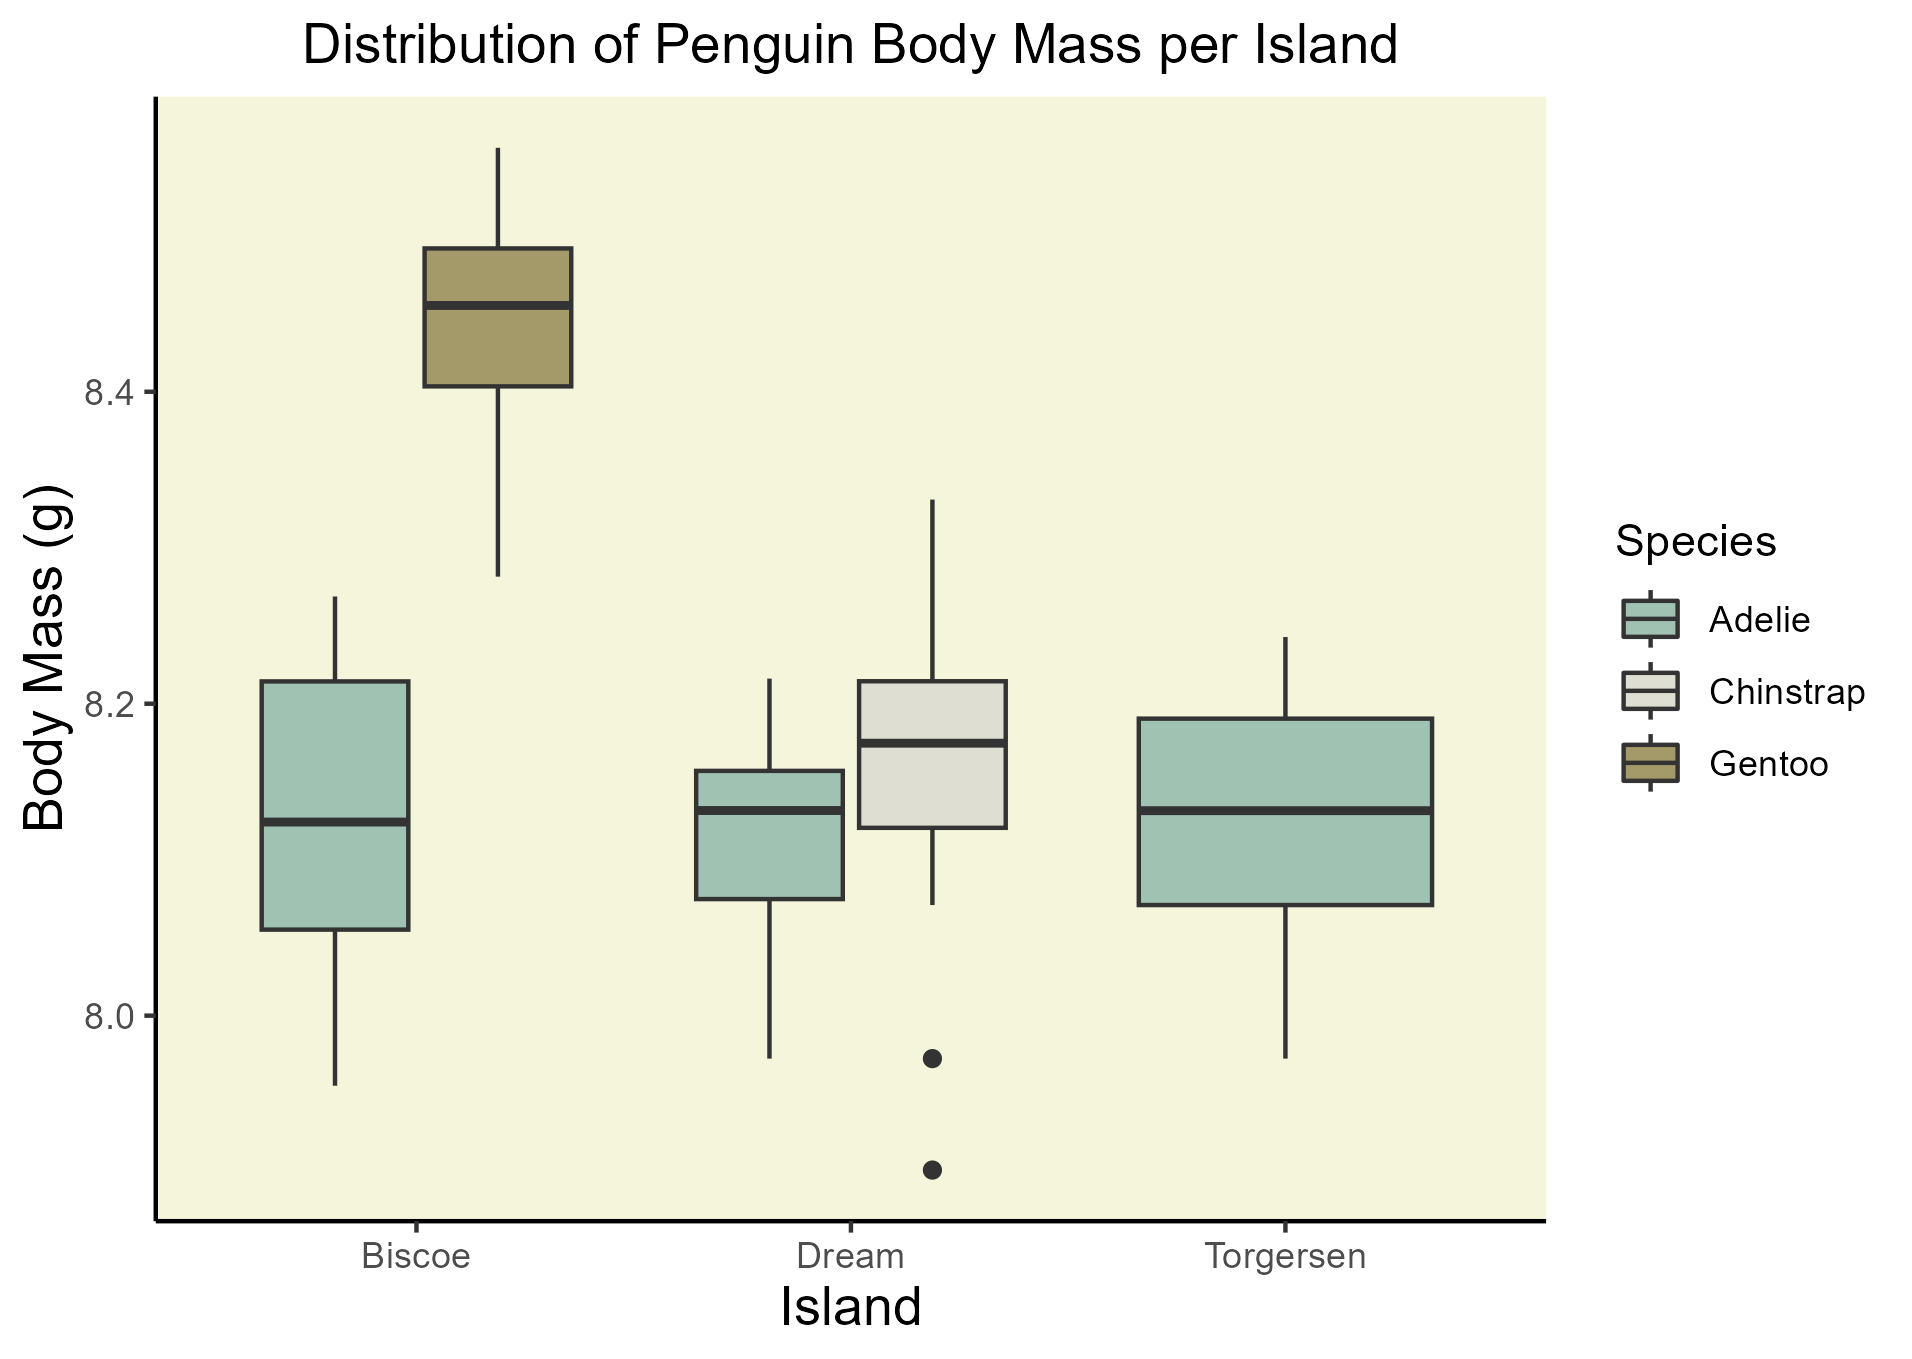 Distribution of Penguin Body Mass per Island
Body Mass (g)
8.4
8.2
8.0
Biscoe
Dream
Torgersen
Island
Species
Adelie
Chinstrap
Gentoo